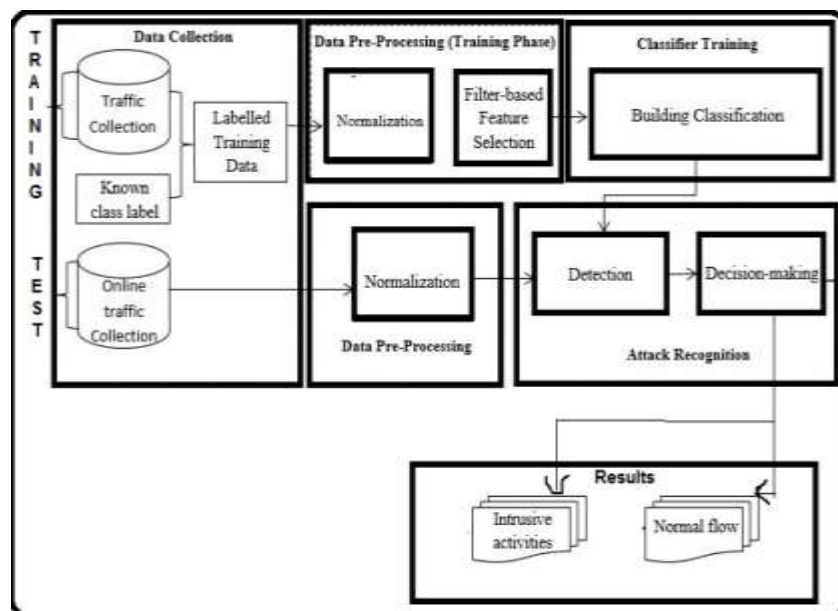 TRAINING
Data Collection
Traffic
Collection
Labelled
Training
Data
Known
class label
Data Pre-Processing (Training Phase)
Normalization
Filter-based
Feature
Selection
Classifier Training
Building Classification
TEST
Online
traffic
Collection
Normalization
Data Pre-Processing
Detection
Decision-making
Attack Recognition
Results
Intrusive
activities
Normal flow